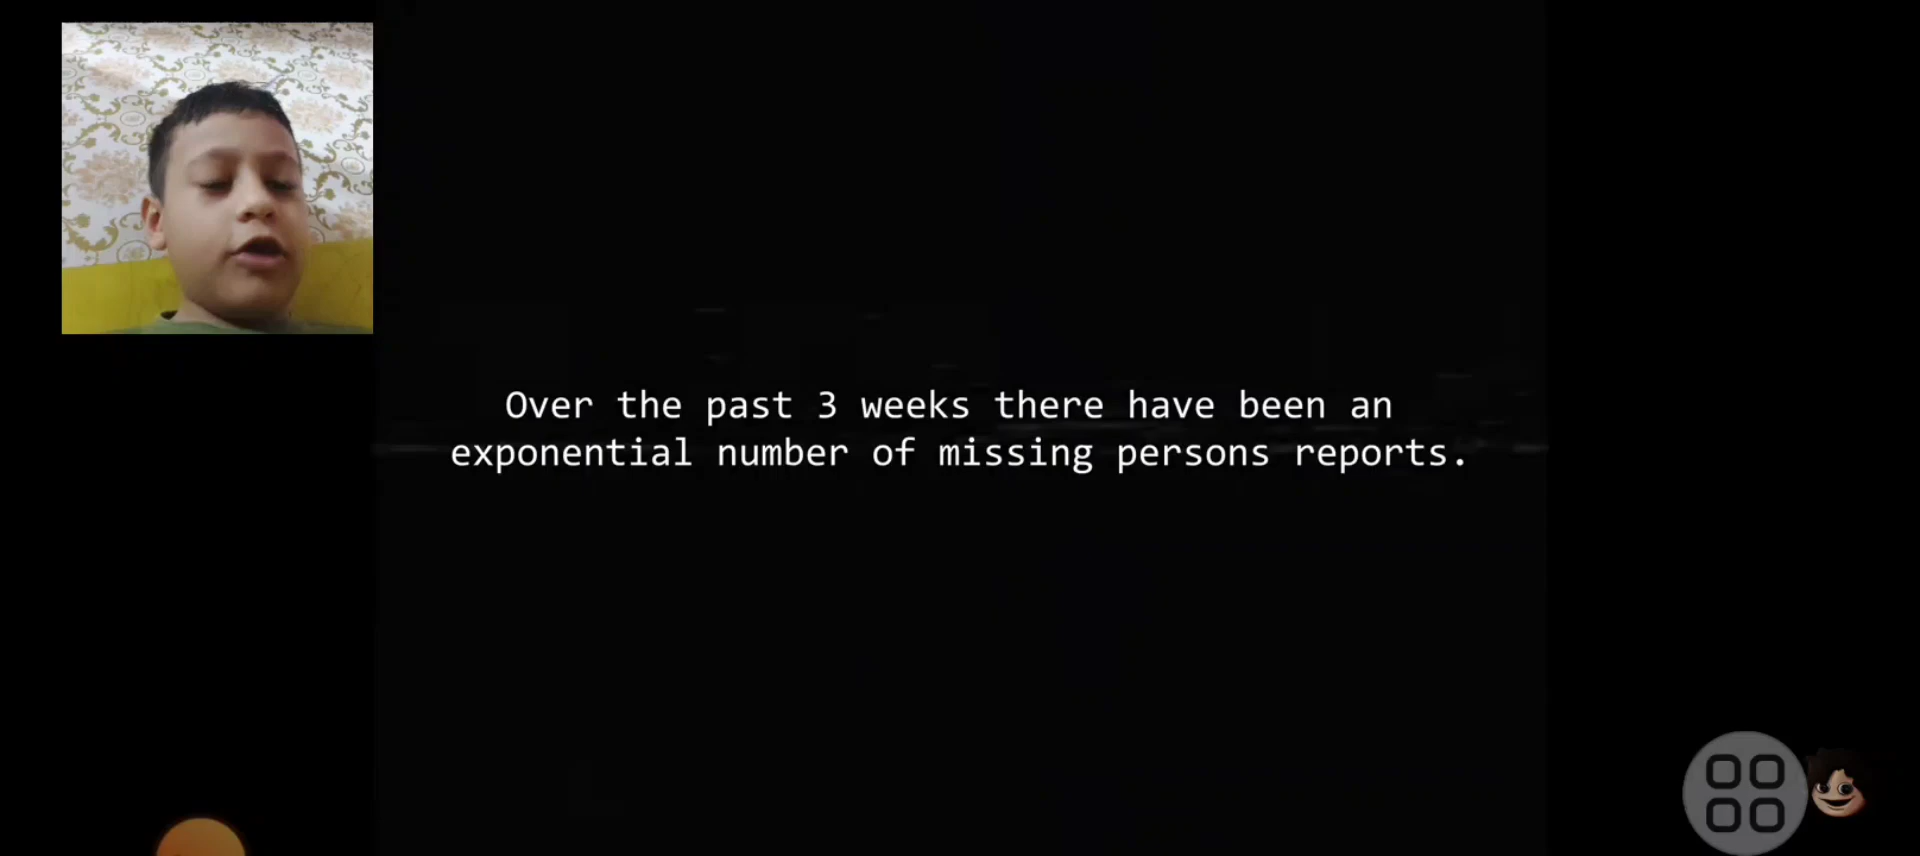 Over the past 3 weeks there have been an
exponential number of missing persons reports.